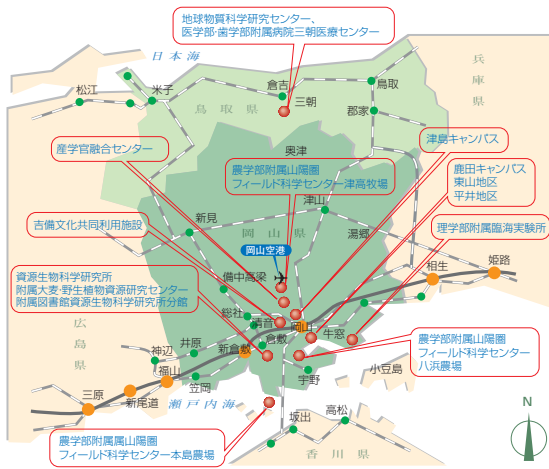 地球物質科学研究センター、
医学部・歯学部附属病院三朝医療センター
日本海
兵庫県
松江
米子
倉吉
三朝
鳥取
鳥取県
郡家
産学官融合センター
奥津
津島キャンパス
農学部附属山陽圏
フィールド科学センター津高牧場
鹿田キャンパス
東山地区
平井地区
津山
吉備文化共同利用施設
新見
岡山県
湯郷
理学部附属臨海実験所
岡山空港
備中高梁
相生
姫路
資源生物科学研究所
附属大麦・野生植物資源研究センター
附属図書館資源生物科学研究所分館
総社
清音
岡山
牛窓
広島県
井原
倉敷
新倉敷
神辺
福山
笠岡
宇野
農学部附属山陽圏
フィールド科学センター
八浜農場
小豆島
三原
新尾道
瀬戸内海
坂出
高松
香川県
農学部附属属山陽圏
フィールド科学センター本島農場
N